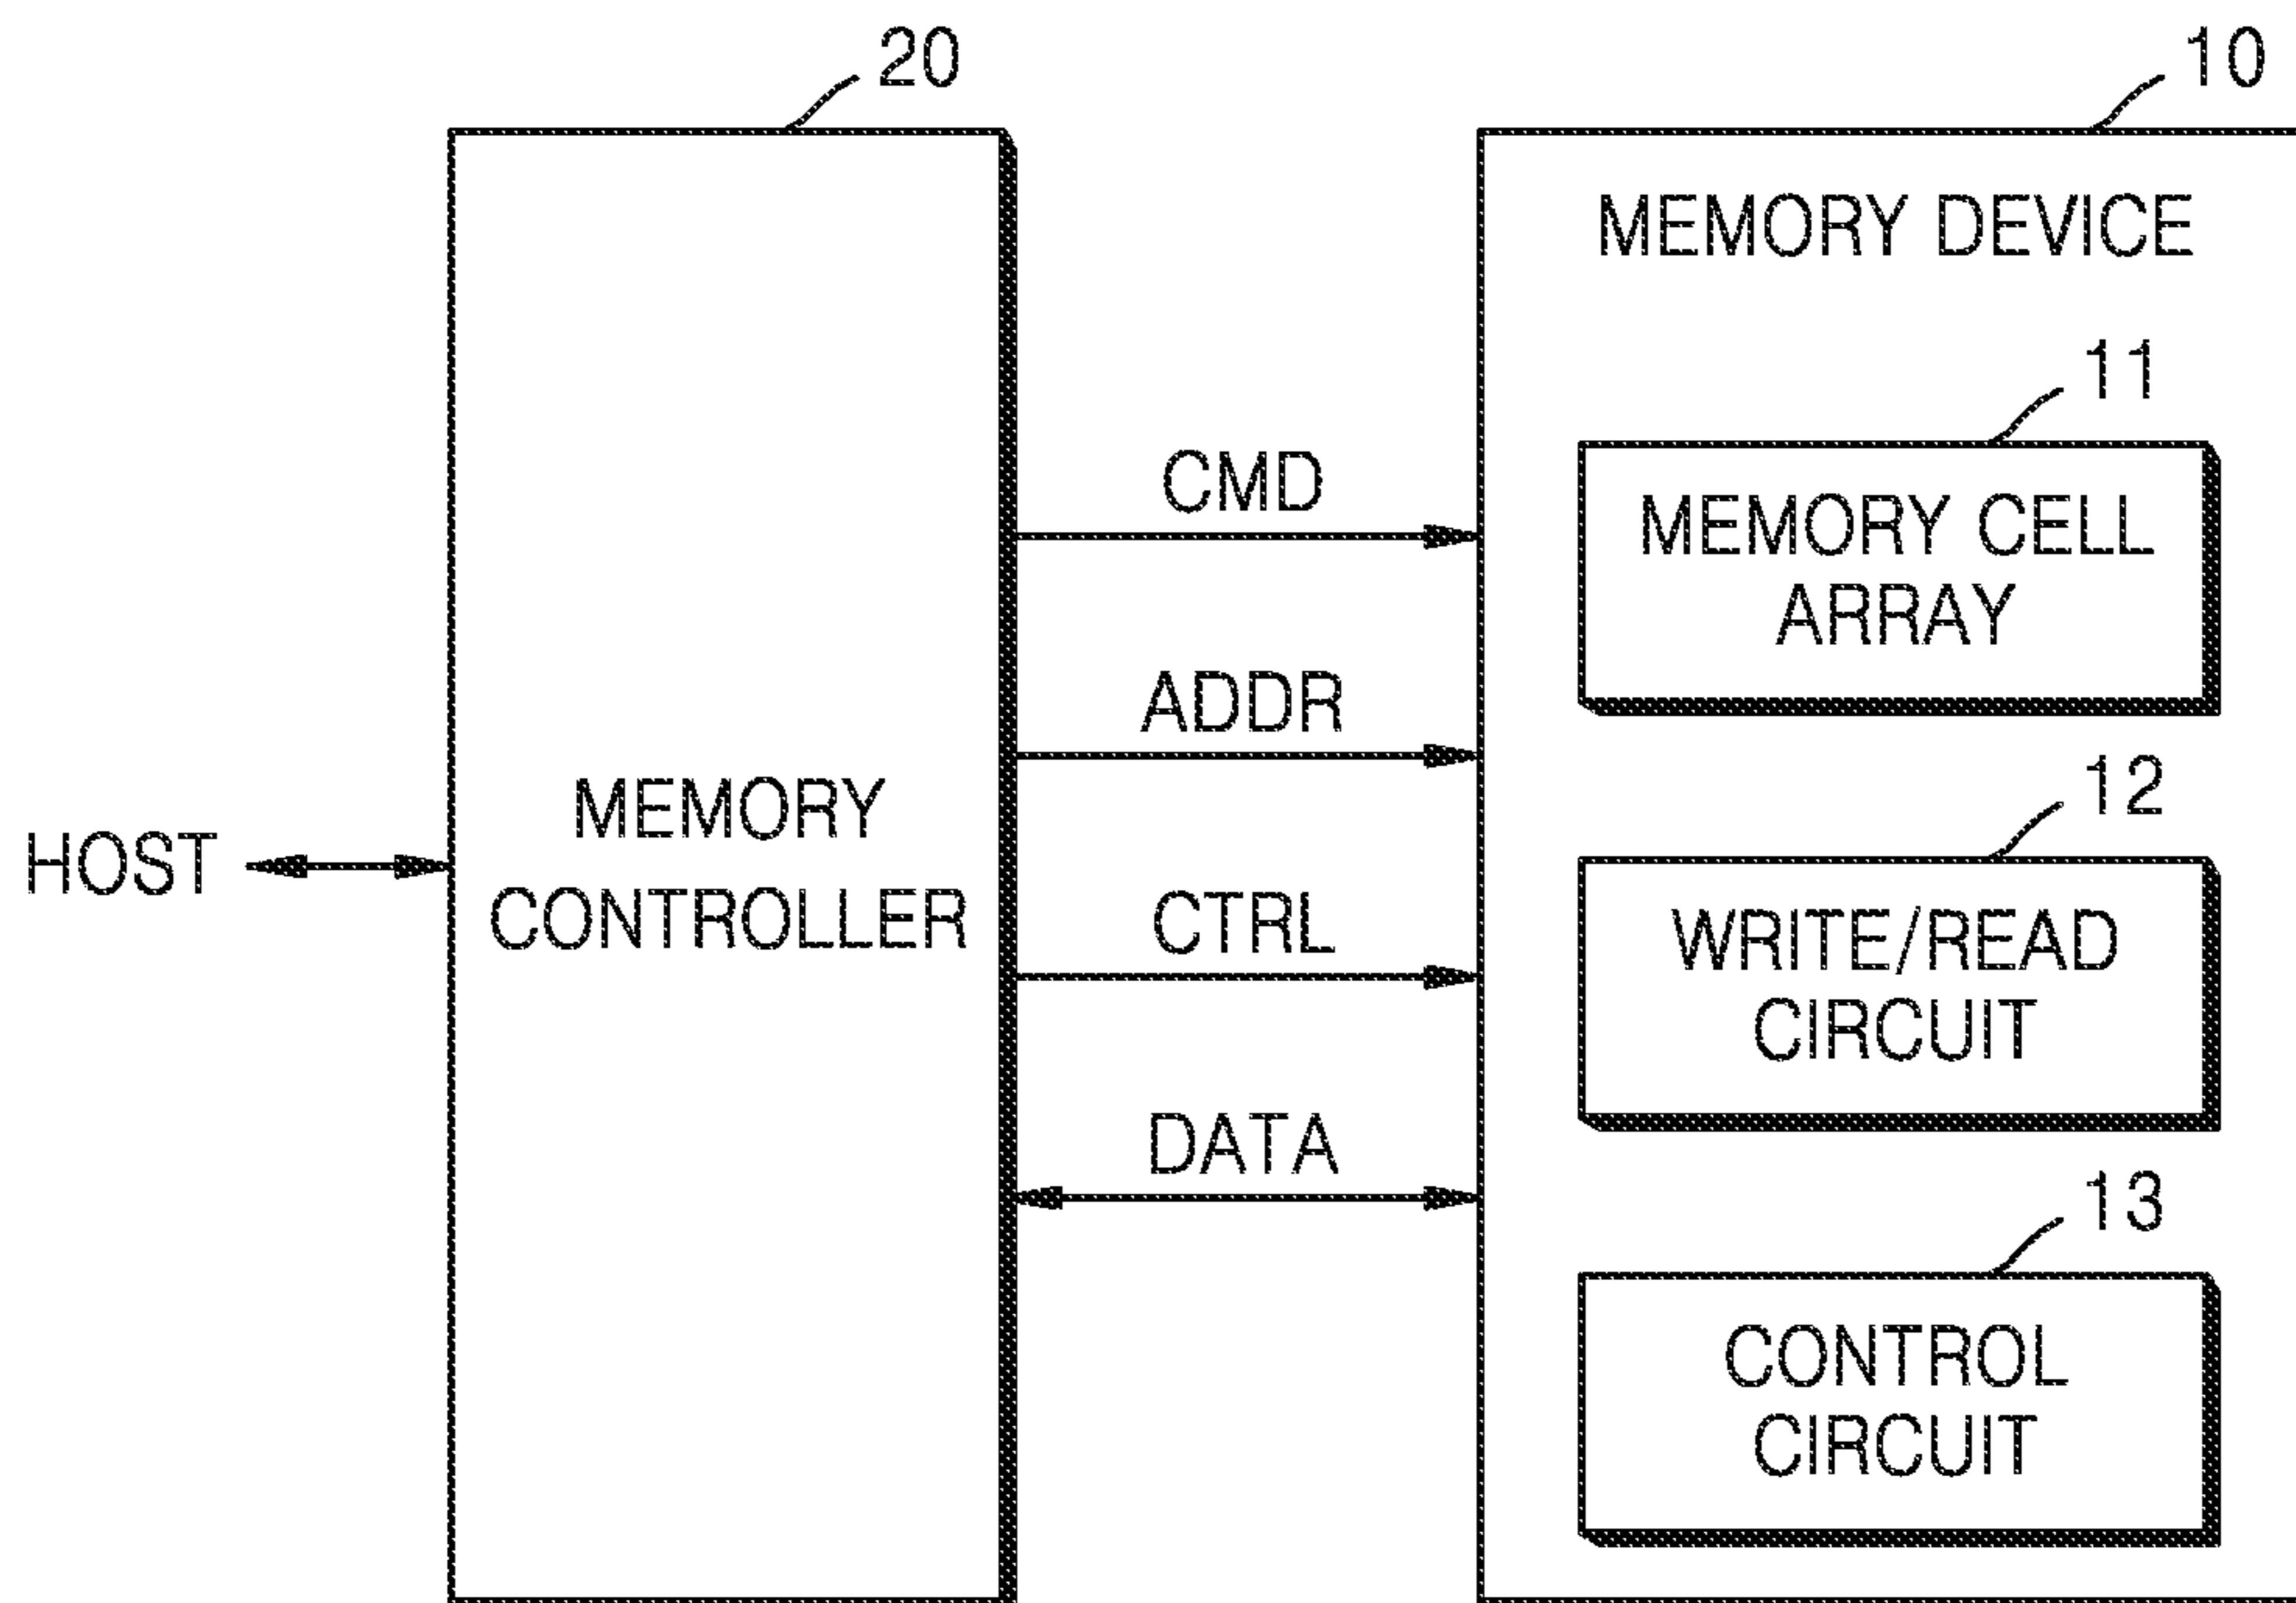 20
10
MEMORY DEVICE
11
MEMORY CELL
ARRAY
CMD
ADDR
12
MEMORY
CONTROLLER
HOST
CTRL
WRITE/READ
CIRCUIT
DATA
13
CONTROL
CIRCUIT